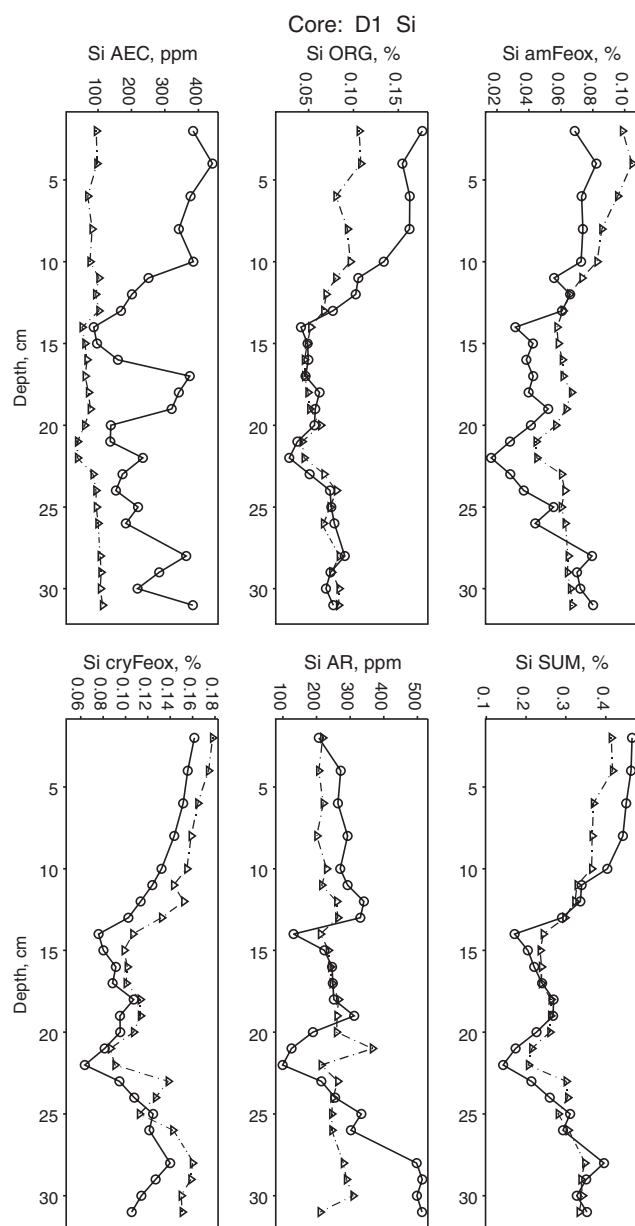 Core: D1 Si
Si AEC, ppm
Si ORG, %
Si amFeox, %
100 200 300 400
0.05 0.10 0.15
0.02 0.04 0.06 0.08 0.10
5 5 5
10 10 10
15 15 15
20 20 20
25 25 25
30 30 30
Depth, cm
Si cryFeox, %
Si AR, ppm
Si SUM, %
0.06 0.08 0.10 0.12 0.14 0.16 0.18
100 200 300 400 500
0.1 0.2 0.3 0.4
5 5 5
10 10 10
15 15 15
20 20 20
25 25 25
30 30 30
Depth, cm